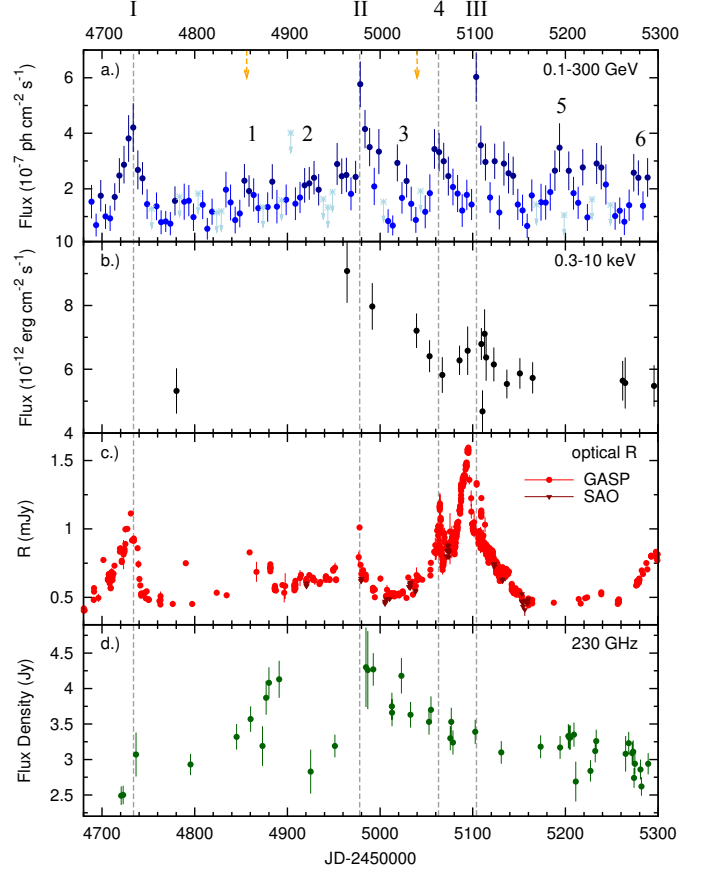 I II 4 III
4700 4800 4900 5000 5100 5200 5300
a.) 0.1-300 GeV
6
4
2
Flux (10⁻⁷ ph cm⁻² s⁻¹)
1 2 3 5 6
10
b.) 0.3-10 keV
8
6
4
Flux (10⁻¹² erg cm⁻² s⁻¹)
c.) optical R
GASP
SAO
1.5
1
0.5
R (mJy)
d.) 230 GHz
4.5
4
3.5
3
2.5
Flux Density (Jy)
4700 4800 4900 5000 5100 5200 5300
JD-2450000